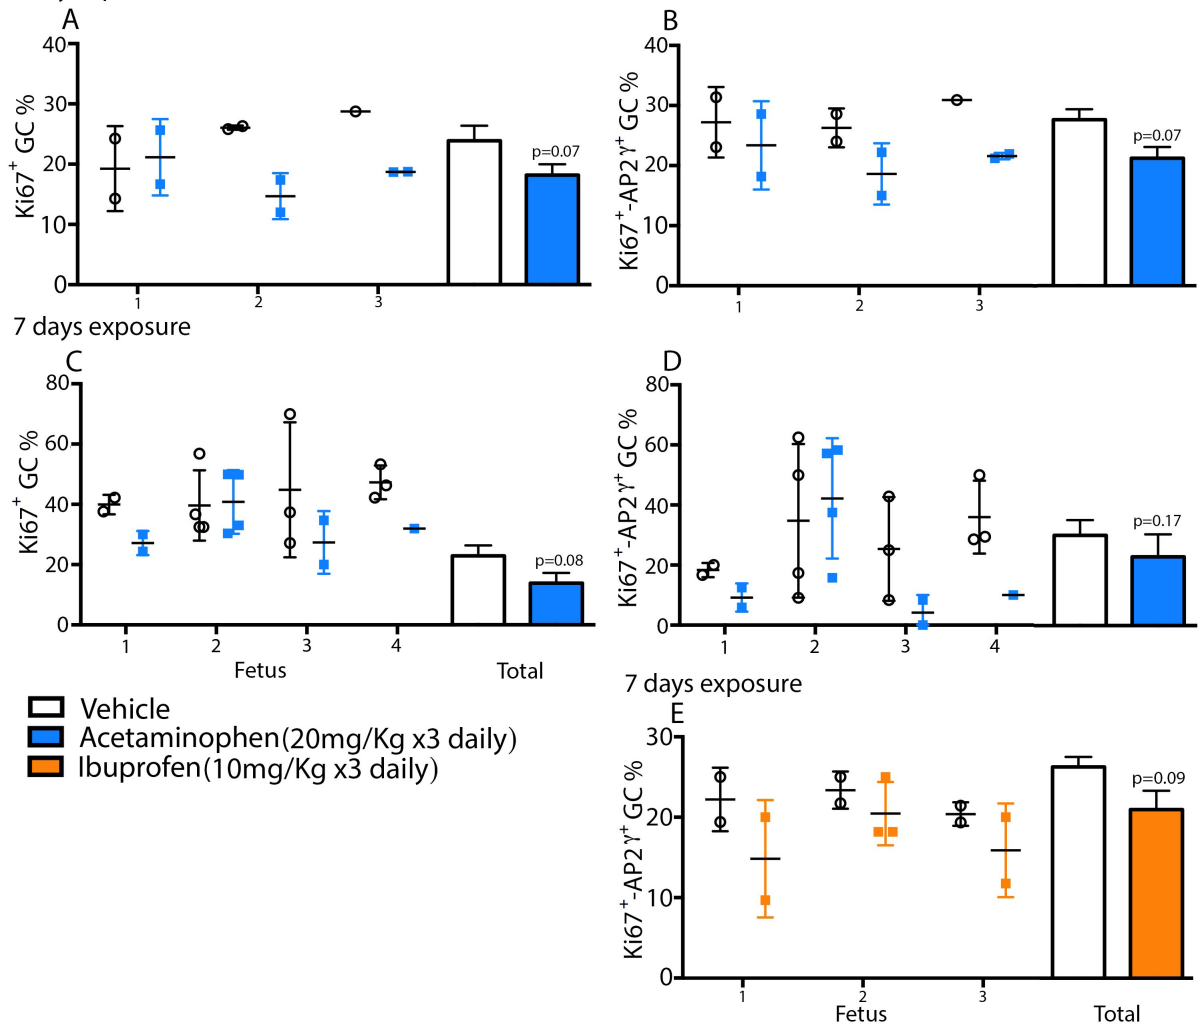 A
B
Ki67+ GC %
40
30
20
10
0
p=0.07
1
2
3
Ki67+-AP2γ+ GC %
40
30
20
10
0
p=0.07
1
2
3
7 days exposure
C
D
Ki67+ GC %
80
60
40
20
0
p=0.08
1
2
3
4
Fetus
Total
Ki67+-AP2γ+ GC %
80
60
40
20
0
p=0.17
1
2
3
4
Vehicle
Acetaminophen(20mg/Kg x3 daily)
Ibuprofen(10mg/Kg x3 daily)
7 days exposure
E
Ki67+-AP2γ+ GC %
30
20
10
0
p=0.09
1
2
3
Fetus
Total